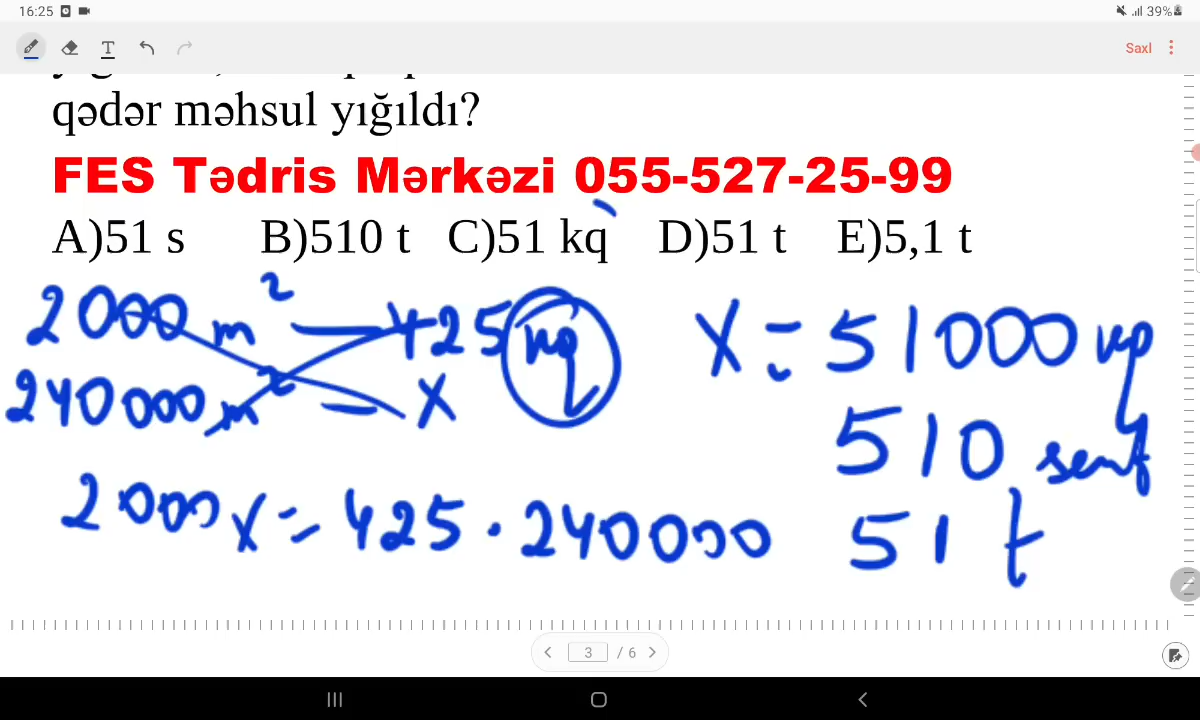 16:25 39%
Saxl
qədər məhsul yığıldı?
FES Tədris Mərkəzi 055-527-25-99
A)51 s B)510 t C)51 kq D)51 t E)5,1 t
2000 m² — 425 kq
240000 m² — X
2000 X = 425 · 240000
X = 51000 kq
510 sent
51 t
3 / 6